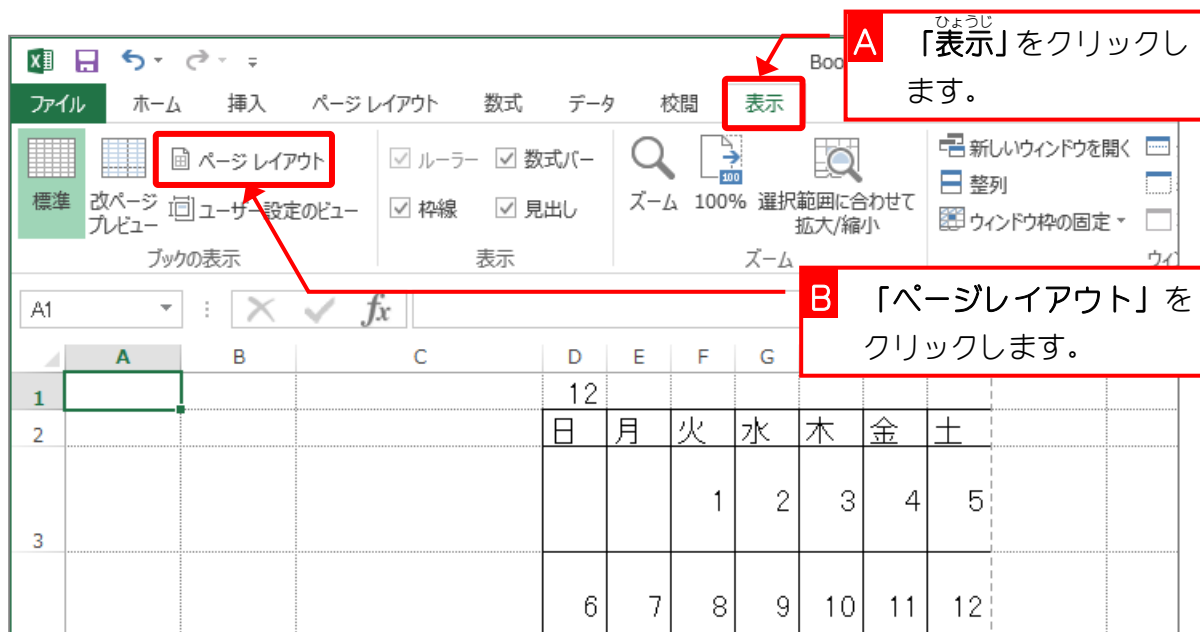 ひょうじ
A 「表示」をクリックし
ます。
Boo
ファイル ホーム 挿入 ページ レイアウト 数式 データ 校閲 表示
標準
改ページ
プレビュー
ページ レイアウト
ユーザー設定のビュー
ブックの表示
ルーラー 数式バー
枠線 見出し
表示
ズーム
100
100%
選択範囲に合わせて
拡大/縮小
ズーム
新しいウィンドウを開く
整列
ウィンドウ枠の固定
ウィ
B 「ページレイアウト」を
クリックします。
A1 fx
A B C D E F G
1 12
2 日 月 火 水 木 金 土
3 1 2 3 4 5
6 7 8 9 10 11 12